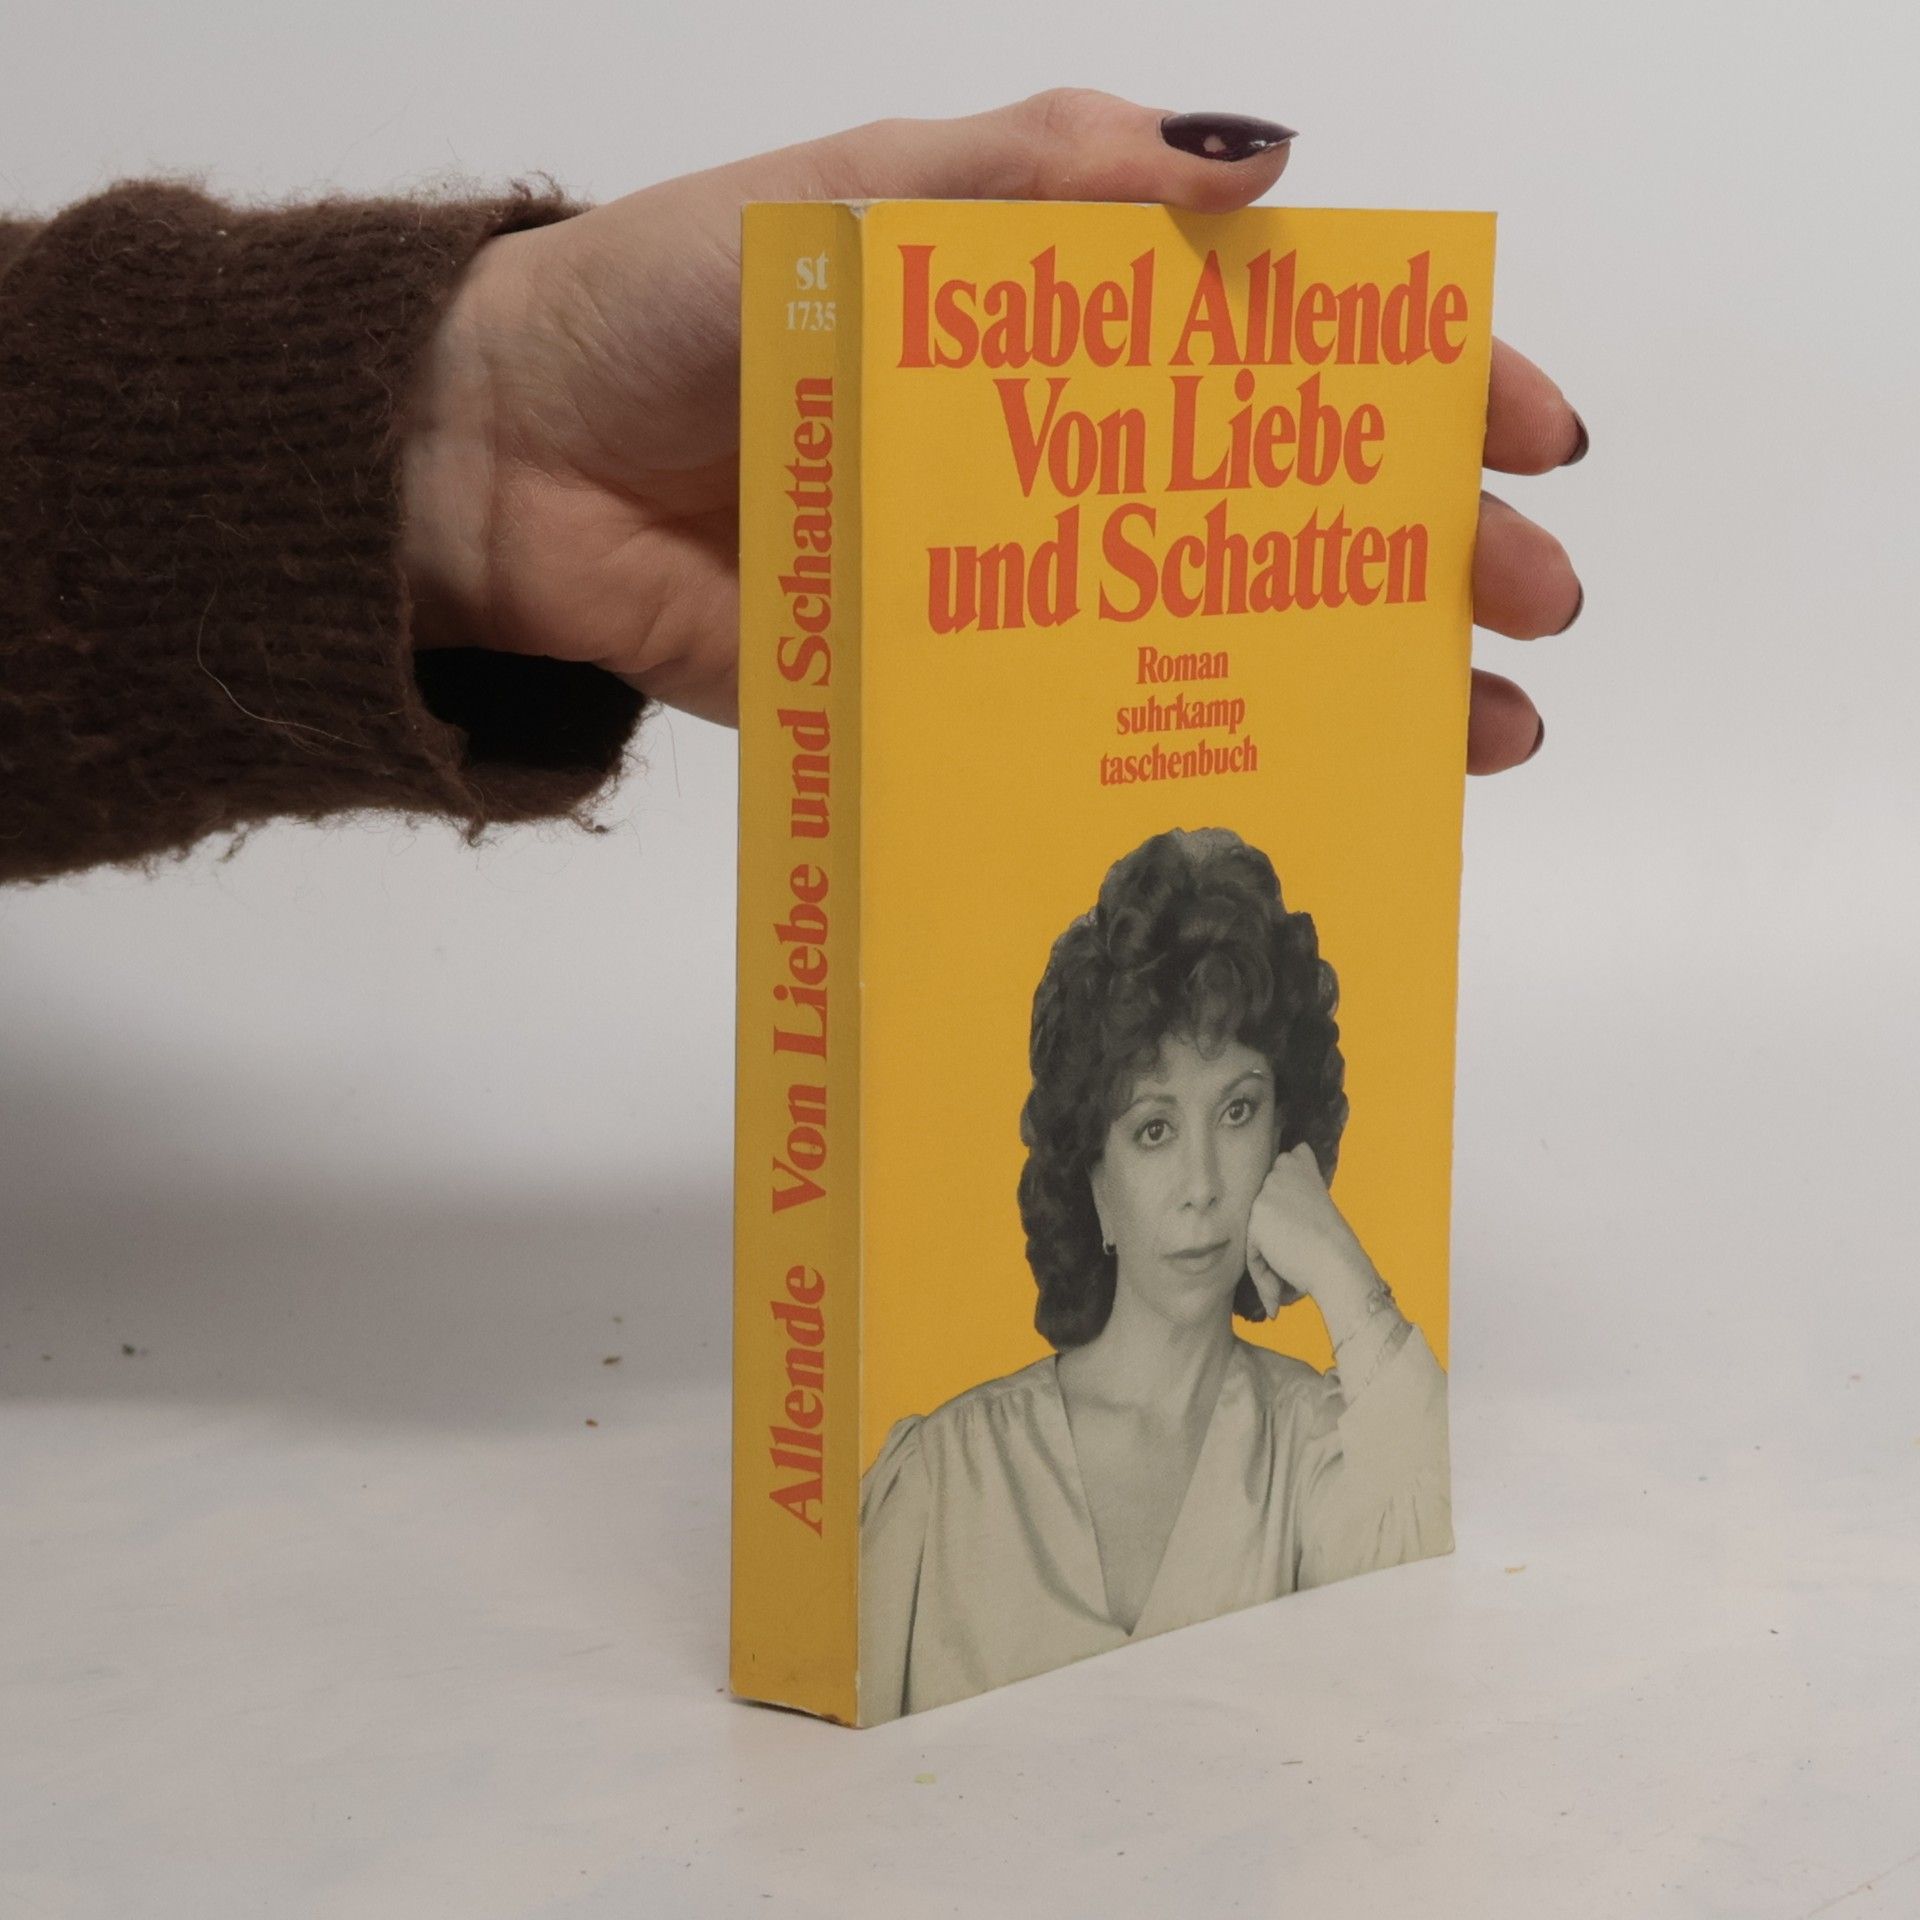 st
1735
Allende Von Liebe und Schatten
Isabel Allende
Von Liebe
und Schatten
Roman
suhrkamp
taschenbuch